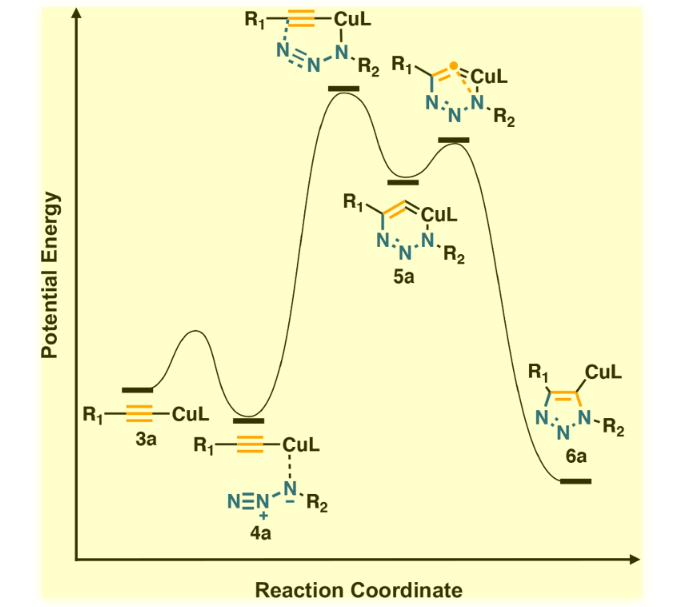 R1 CuL
N N N R2
R1 CuL
N N N R2
R1 CuL
N N N R2
5a
R1 CuL
3a
R1 CuL
N≡N N R2
+ −
4a
R1 CuL
N N N R2
6a
Potential Energy
Reaction Coordinate